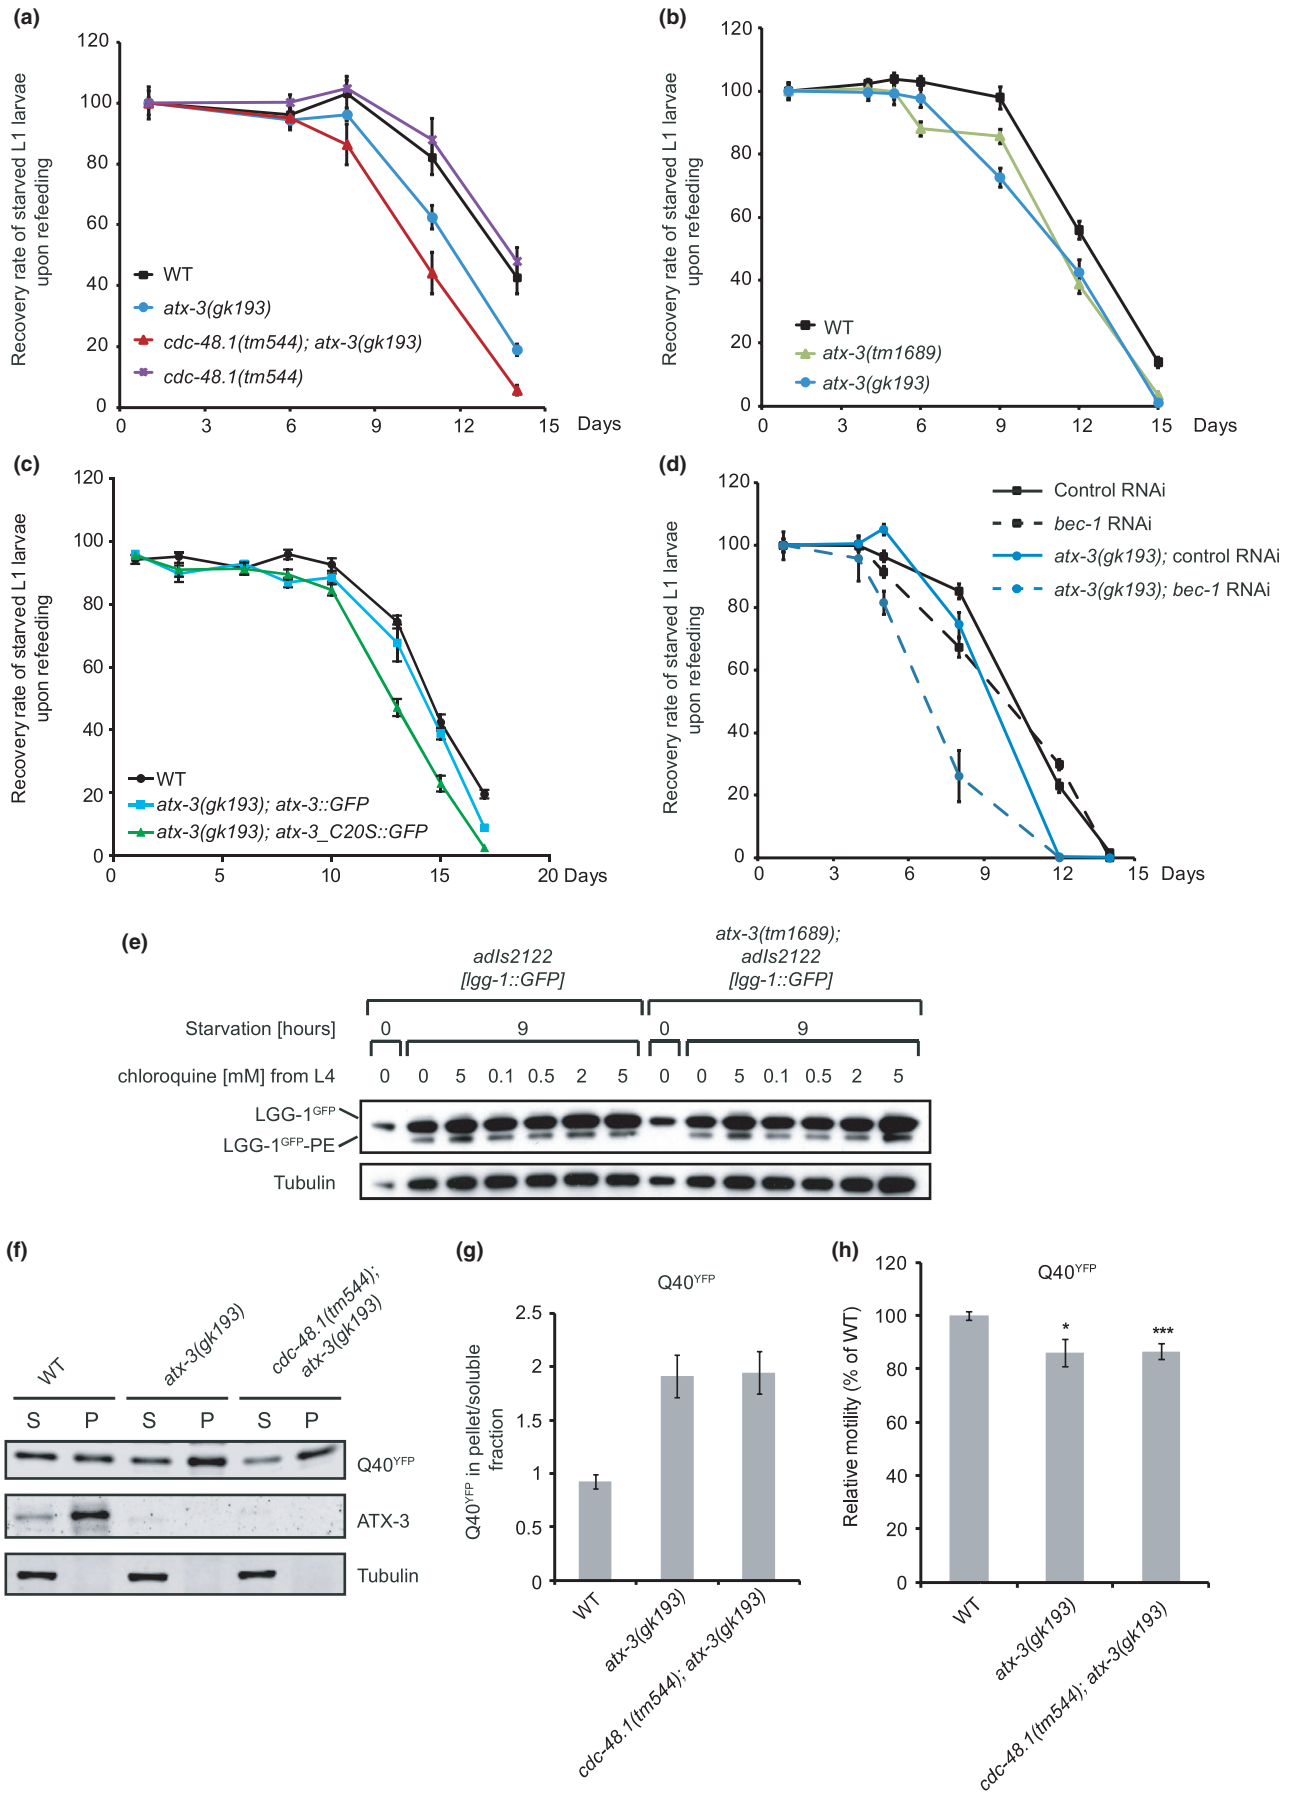 (a)
120
100
80
60
40
20
0
Recovery rate of starved L1 larvae
upon refeeding
WT
atx-3(gk193)
cdc-48.1(tm544); atx-3(gk193)
cdc-48.1(tm544)
0 3 6 9 12 15 Days
(b)
120
100
80
60
40
20
0
Recovery rate of starved L1 larvae
upon refeeding
WT
atx-3(tm1689)
atx-3(gk193)
0 3 6 9 12 15 Days
(c)
120
100
80
60
40
20
0
Recovery rate of starved L1 larvae
upon refeeding
WT
atx-3(gk193); atx-3::GFP
atx-3(gk193); atx-3_C20S::GFP
0 5 10 15 20 Days
(d)
120
100
80
60
40
20
0
Recovery rate of starved L1 larvae
upon refeeding
Control RNAi
bec-1 RNAi
atx-3(gk193); control RNAi
atx-3(gk193); bec-1 RNAi
0 3 6 9 12 15 Days
(e)
adIs2122
[lgg-1::GFP]
atx-3(tm1689);
adIs2122
[lgg-1::GFP]
Starvation [hours] 0 9 0 9
chloroquine [mM] from L4 0 0 5 0.1 0.5 2 5 0 0 5 0.1 0.5 2 5
LGG-1GFP
LGG-1GFP-PE
Tubulin
(f)
WT
atx-3(gk193)
cdc-48.1(tm544);
atx-3(gk193)
S P S P S P
Q40YFP
ATX-3
Tubulin
(g)
Q40YFP
2.5
2
1.5
1
0.5
0
Q40YFP in pellet/soluble
fraction
WT
atx-3(gk193)
cdc-48.1(tm544); atx-3(gk193)
(h)
Q40YFP
120
100
80
60
40
20
0
Relative motility (% of WT)
*
***
WT
atx-3(gk193)
cdc-48.1(tm544); atx-3(gk193)